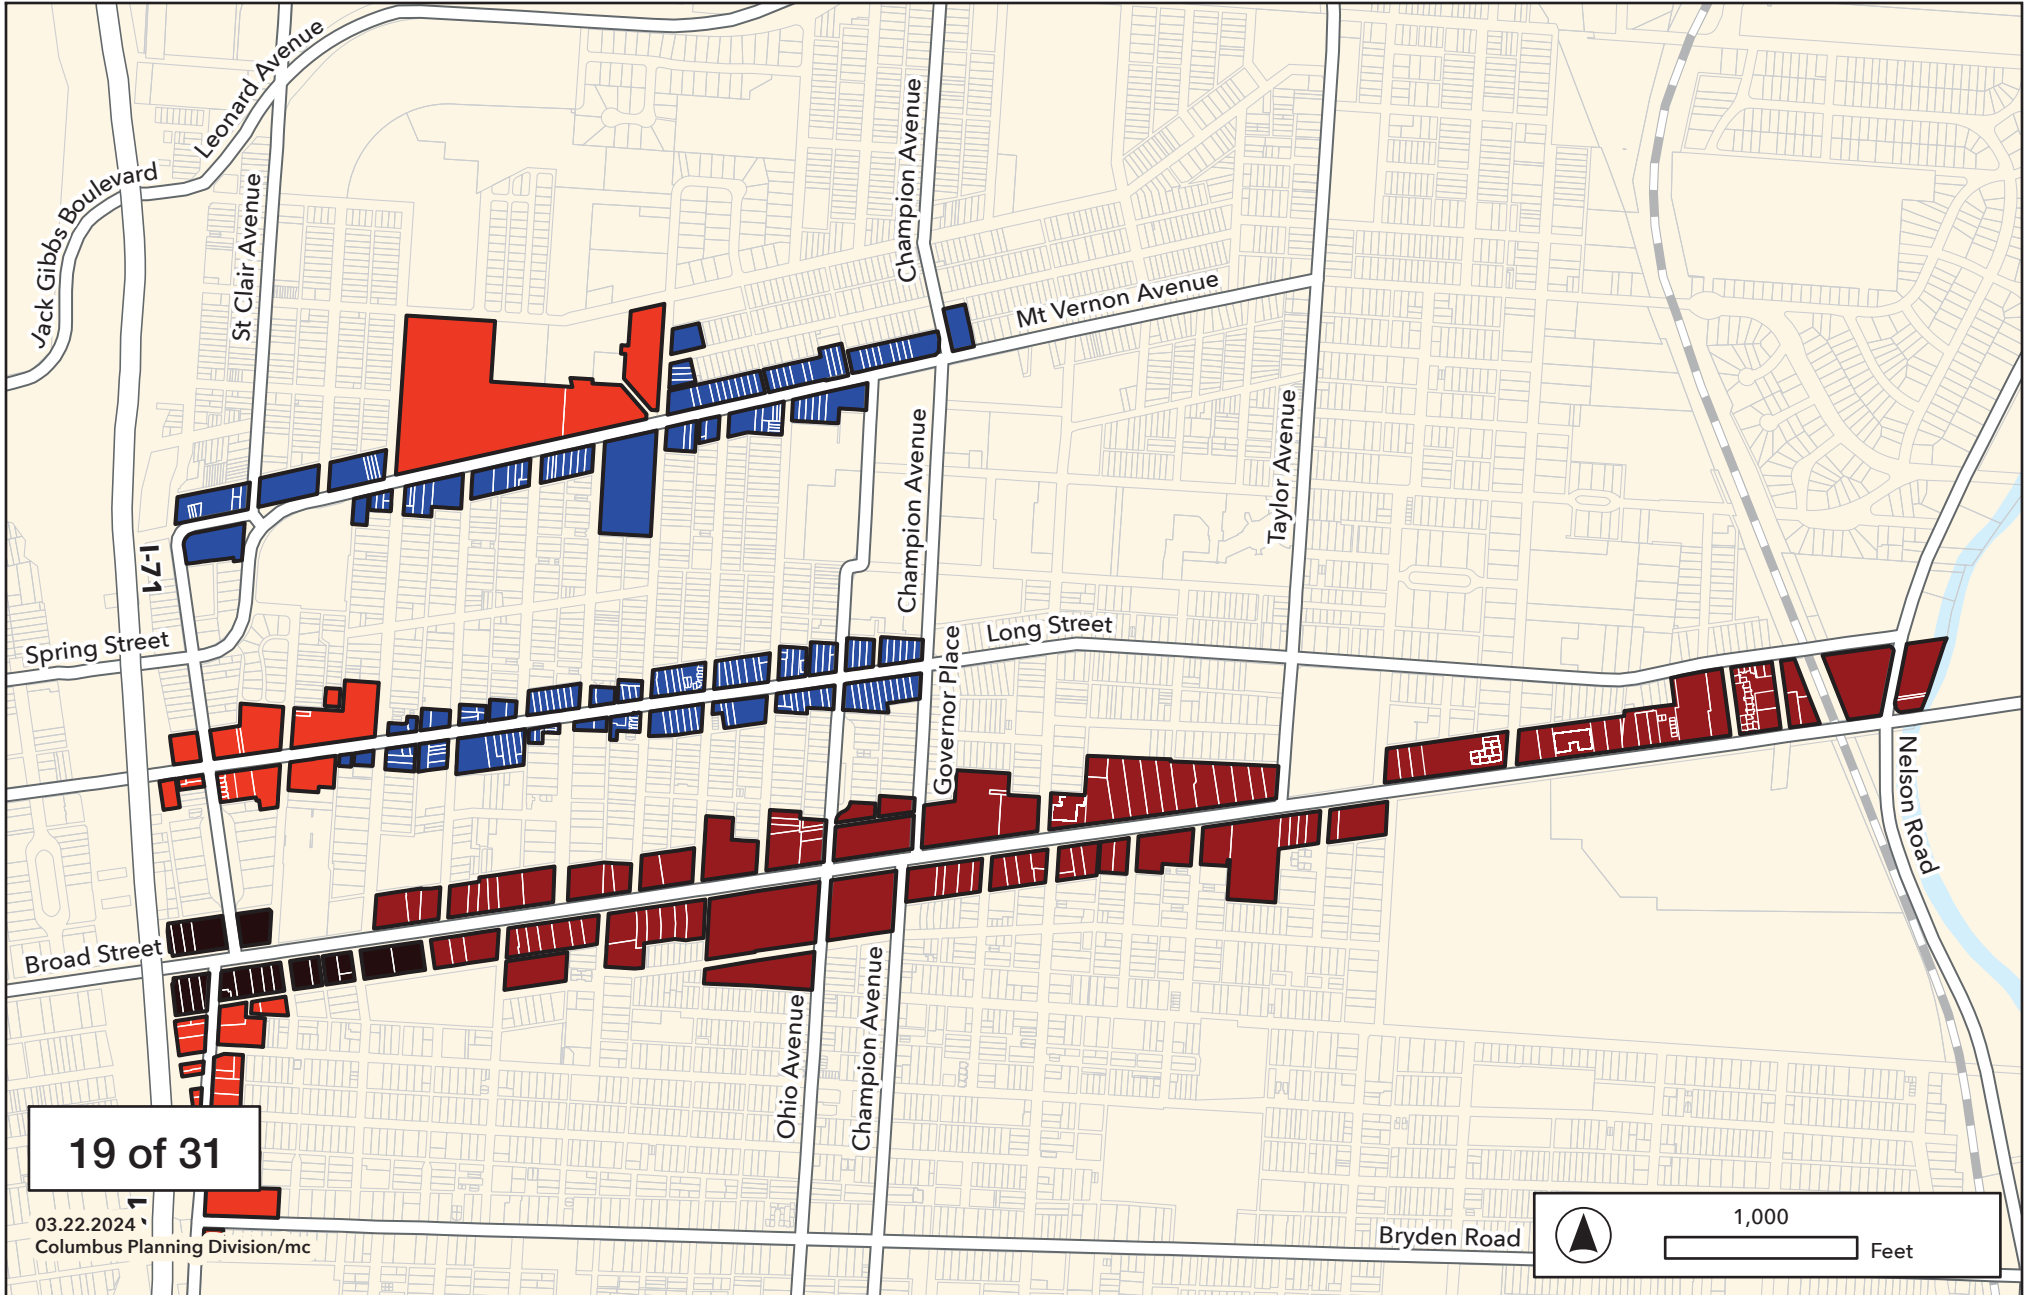 Leonard Avenue
Jack Gibbs Boulevard
St Clair Avenue
Champion Avenue
Mt Vernon Avenue
Taylor Avenue
Champion Avenue
I-71
Spring Street
Long Street
Governor Place
Nelson Road
Broad Street
Ohio Avenue
Champion Avenue
19 of 31
03.22.2024
Columbus Planning Division/mc
Bryden Road
1,000
Feet